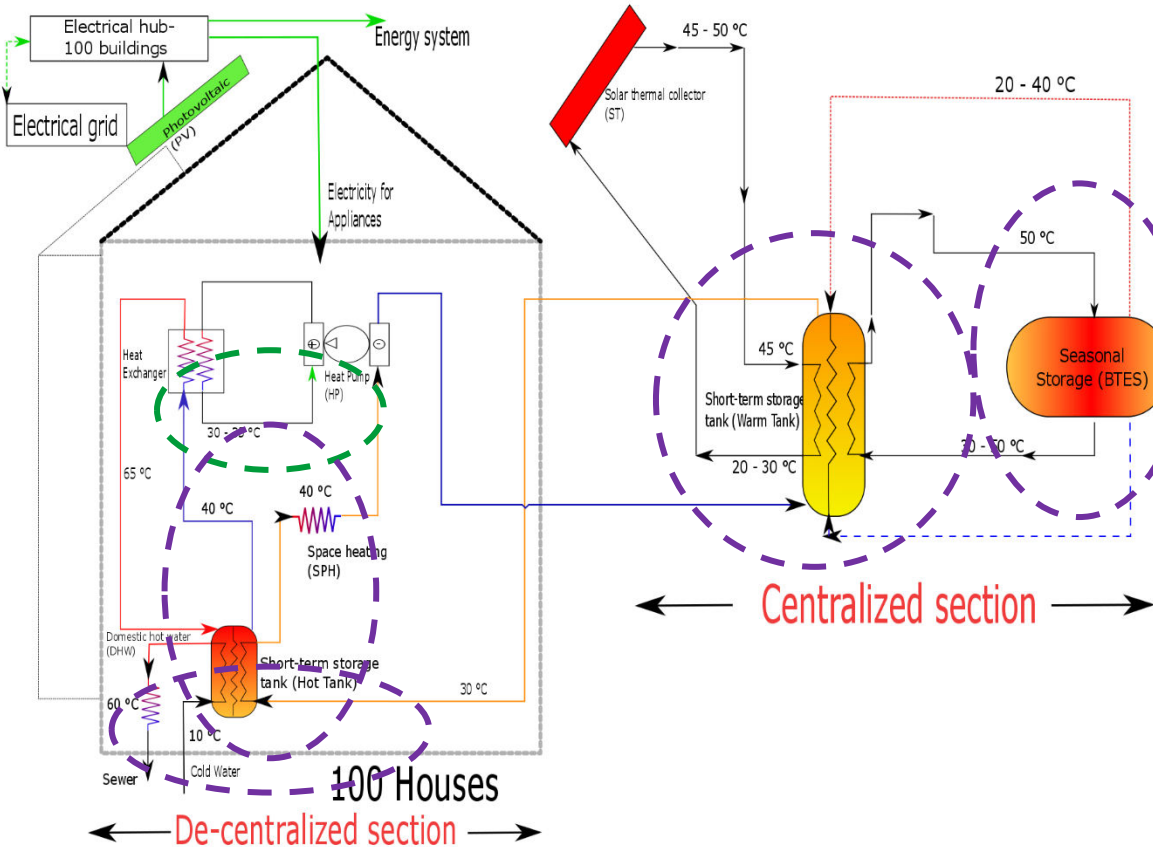 Electrical hub-
100 buildings
Energy system
Electrical grid
Photovoltaic
(PV)
Electricity for
Appliances
45 - 50 ºC
Solar thermal collector
(ST)
20 - 40 ºC
50 ºC
Seasonal
Storage (BTES)
45 ºC
Short-term storage
tank (Warm Tank)
20 - 30 ºC
Heat
Exchanger
Heat Pump
(HP)
65 ºC
40 ºC
40 ºC
Space heating
(SPH)
Domestic hot water
(DHW)
Short-term storage
tank (Hot Tank)
30 ºC
60 ºC
10 ºC
Sewer
Cold Water
100 Houses
De-centralized section
Centralized section